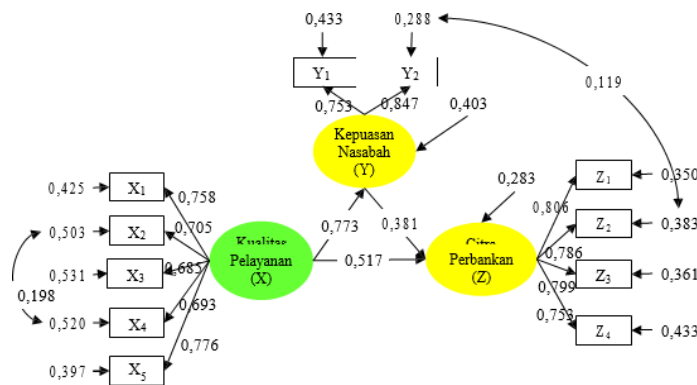 0,433
0,288
Y1
Y2
0,119
0,753
0,847
0,403
Kepuasan
Nasabah
(Y)
0,425
X1
0,758
0,283
Z1
0,350
0,503
X2
0,705
0,773
0,381
0,806
Z2
0,383
Kualitas
Pelayanan
(X)
0,517
Citra
Perbankan
(Z)
0,786
0,531
X3
0,685
Z3
0,361
0,198
0,799
0,520
X4
0,693
0,753
Z4
0,433
0,397
X5
0,776